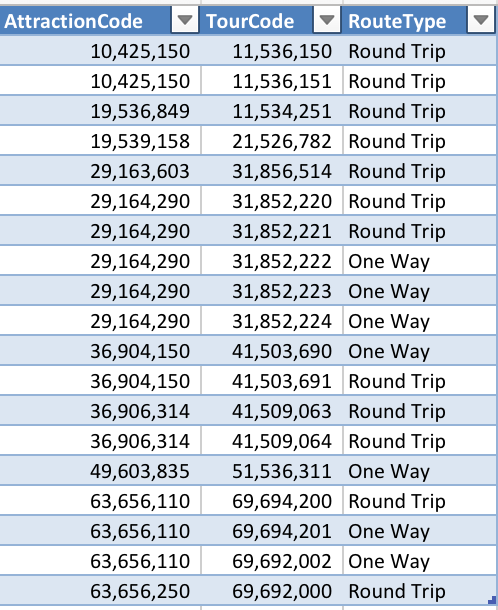 AttractionCode TourCode RouteType
10,425,150 11,536,150 Round Trip
10,425,150 11,536,151 Round Trip
19,536,849 11,534,251 Round Trip
19,539,158 21,526,782 Round Trip
29,163,603 31,856,514 Round Trip
29,164,290 31,852,220 Round Trip
29,164,290 31,852,221 Round Trip
29,164,290 31,852,222 One Way
29,164,290 31,852,223 One Way
29,164,290 31,852,224 One Way
36,904,150 41,503,690 One Way
36,904,150 41,503,691 Round Trip
36,906,314 41,509,063 Round Trip
36,906,314 41,509,064 Round Trip
49,603,835 51,536,311 One Way
63,656,110 69,694,200 Round Trip
63,656,110 69,694,201 One Way
63,656,110 69,692,002 One Way
63,656,250 69,692,000 Round Trip